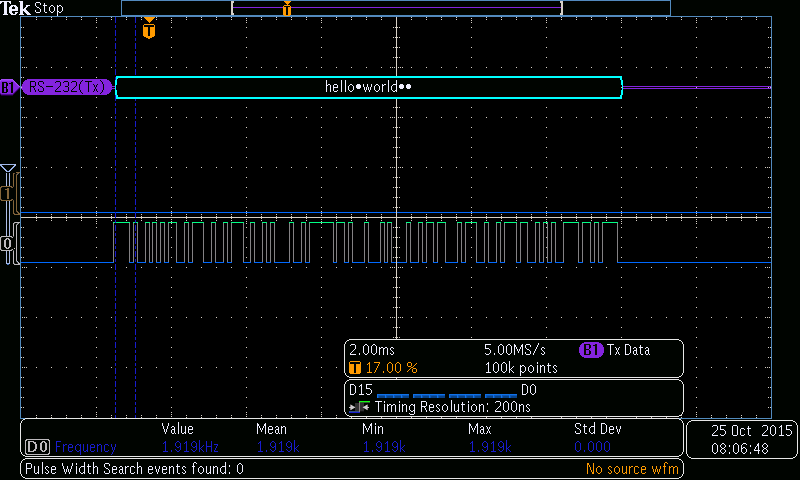 Tek Stop
T
T
B1 RS-232(Tx) hello•world••
1
0
2.00ms 5.00MS/s B1 Tx Data
T 17.00 % 100k points
D15 D0
Timing Resolution: 200ns
Value Mean Min Max Std Dev
D0 Frequency 1.919kHz 1.919k 1.919k 1.919k 0.000
25 Oct 2015
08:06:48
Pulse Width Search events found: 0 No source wfm